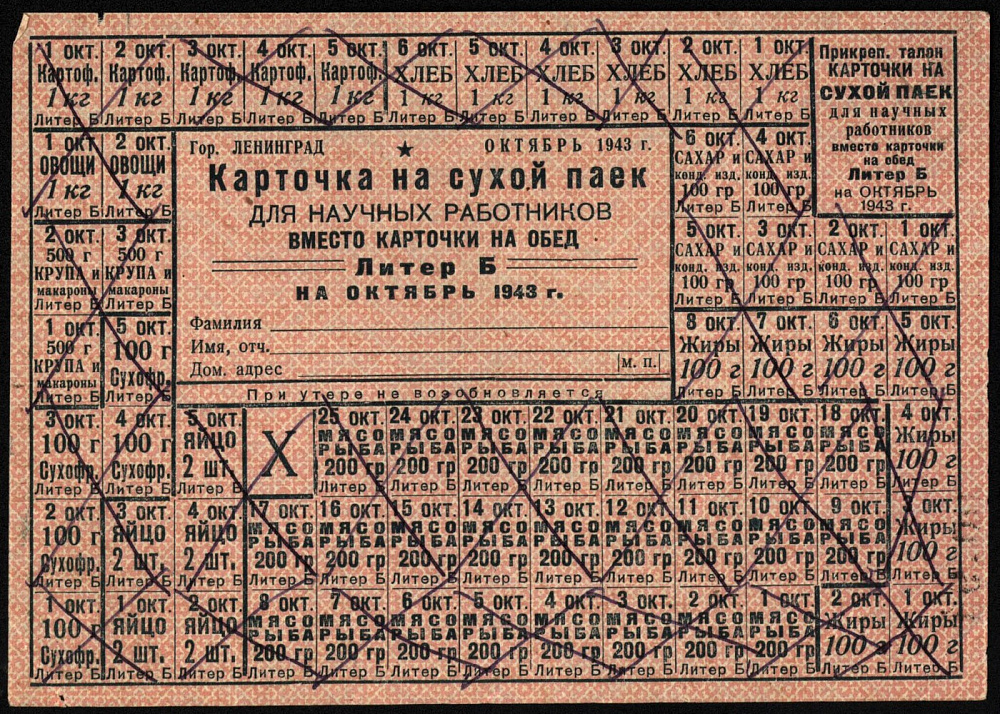 1 окт. 2 окт. 3 окт. 4 окт. 5 окт. 6 окт. 5 окт. 4 окт. 3 окт. 2 окт. 1 окт.
Картоф. Картоф. Картоф. Картоф. Картоф. ХЛЕБ ХЛЕБ ХЛЕБ ХЛЕБ ХЛЕБ ХЛЕБ
1 кг 1 кг 1 кг 1 кг 1 кг 1 кг 1 кг 1 кг 1 кг 1 кг 1 кг
Литер Б Литер Б Литер Б Литер Б Литер Б Литер Б Литер Б Литер Б Литер Б Литер Б Литер Б
Прикреп. талан
КАРТОЧКИ НА
СУХОЙ ПАЕК
для научных
работников
вместо карточки
на обед
Литер Б
на ОКТЯБРЬ
1943 г.
1 окт. 2 окт.
ОВОЩИ ОВОЩИ
1 кг 1 кг
Литер Б Литер Б
Гор. ЛЕНИНГРАД ★ ОКТЯБРЬ 1943 г.
Карточка на сухой паек
ДЛЯ НАУЧНЫХ РАБОТНИКОВ
ВМЕСТО КАРТОЧКИ НА ОБЕД
Литер Б
НА ОКТЯБРЬ 1943 г.
Фамилия
Имя, отч.
Дом. адрес м. п.
При утере не возобновляется
6 окт. 4 окт.
САХАР и САХАР и
конд. изд. конд. изд.
100 гр 100 гр
Литер Б Литер Б
2 окт. 3 окт.
500 г 500 г
КРУПА и КРУПА и
макароны макароны
Литер Б Литер Б
5 окт. 3 окт. 2 окт. 1 окт.
САХАР и САХАР и САХАР и САХАР и
конд. изд. конд. изд. конд. изд. конд. изд.
100 гр 100 гр 100 гр 100 гр
Литер Б Литер Б Литер Б Литер Б
1 окт. 5 окт.
500 г 100 г
КРУПА и Сухофр.
макароны
Литер Б Литер Б
8 окт. 7 окт. 6 окт. 5 окт.
Жиры Жиры Жиры Жиры
100 г 100 г 100 г 100 г
Литер Б Литер Б Литер Б Литер Б
3 окт. 4 окт. 5 окт.
100 г 100 г ЯЙЦО
Сухофр. Сухофр. 2 шт.
Литер Б Литер Б Литер Б
X
25 окт. 24 окт. 23 окт. 22 окт. 21 окт. 20 окт. 19 окт. 18 окт.
МЯСО МЯСО МЯСО МЯСО МЯСО МЯСО МЯСО МЯСО
РЫБА РЫБА РЫБА РЫБА РЫБА РЫБА РЫБА РЫБА
200 гр 200 гр 200 гр 200 гр 200 гр 200 гр 200 гр 200 гр
Литер Б Литер Б Литер Б Литер Б Литер Б Литер Б Литер Б Литер Б
4 окт.
Жиры
100 г
Литер Б
2 окт. 3 окт. 4 окт.
100 г ЯЙЦО ЯЙЦО
Сухофр. 2 шт. 2 шт.
Литер Б Литер Б Литер Б
17 окт. 16 окт. 15 окт. 14 окт. 13 окт. 12 окт. 11 окт. 10 окт. 9 окт.
МЯСО МЯСО МЯСО МЯСО МЯСО МЯСО МЯСО МЯСО МЯСО
РЫБА РЫБА РЫБА РЫБА РЫБА РЫБА РЫБА РЫБА РЫБА
200 гр 200 гр 200 гр 200 гр 200 гр 200 гр 200 гр 200 гр 200 гр
Литер Б Литер Б Литер Б Литер Б Литер Б Литер Б Литер Б Литер Б Литер Б
окт.
Жиры
100 г
Литер Б
1 окт. 1 окт. 2 окт.
100 г ЯЙЦО ЯЙЦО
Сухофр. 2 шт. 2 шт.
Литер Б Литер Б Литер Б
8 окт. 7 окт. 6 окт. 5 окт. 4 окт. 3 окт. 2 окт. 1 окт.
МЯСО МЯСО МЯСО МЯСО МЯСО МЯСО МЯСО МЯСО
РЫБА РЫБА РЫБА РЫБА РЫБА РЫБА РЫБА РЫБА
200 гр 200 гр 200 гр 200 гр 200 гр 200 гр 200 гр 200 гр
Литер Б Литер Б Литер Б Литер Б Литер Б Литер Б Литер Б Литер Б
2 окт. 1 окт.
Жиры Жиры
100 г 100 г
Литер Б Литер Б